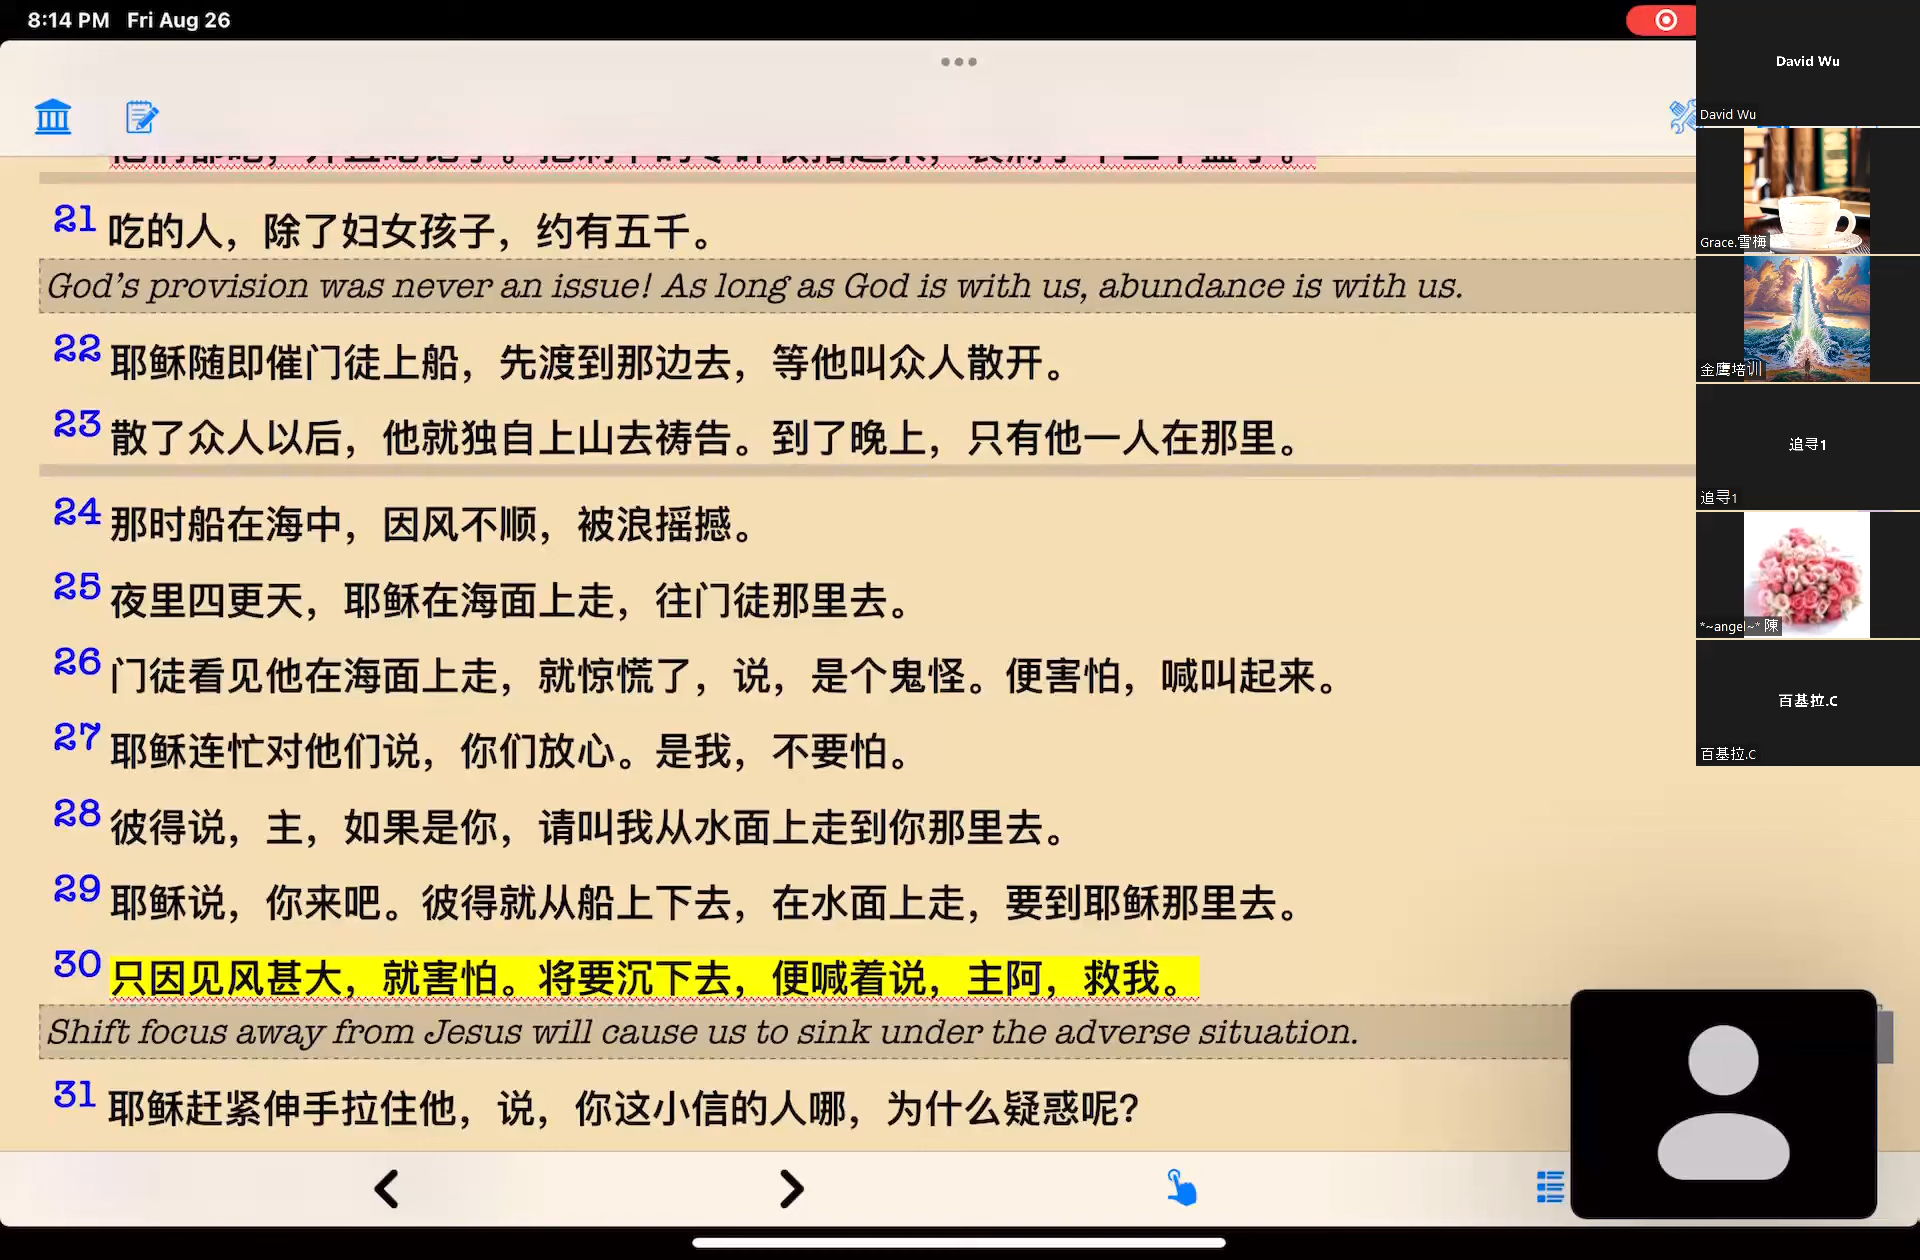 8:14 PM Fri Aug 26
21 吃的人，除了妇女孩子，约有五千。
God's provision was never an issue! As long as God is with us, abundance is with us.
22 耶稣随即催门徒上船，先渡到那边去，等他叫众人散开。
23 散了众人以后，他就独自上山去祷告。到了晚上，只有他一人在那里。
24 那时船在海中，因风不顺，被浪摇撼。
25 夜里四更天，耶稣在海面上走，往门徒那里去。
26 门徒看见他在海面上走，就惊慌了，说，是个鬼怪。便害怕，喊叫起来。
27 耶稣连忙对他们说，你们放心。是我，不要怕。
28 彼得说，主，如果是你，请叫我从水面上走到你那里去。
29 耶稣说，你来吧。彼得就从船上下去，在水面上走，要到耶稣那里去。
30 只因见风甚大，就害怕。将要沉下去，便喊着说，主阿，救我。
Shift focus away from Jesus will cause us to sink under the adverse situation.
31 耶稣赶紧伸手拉住他，说，你这小信的人哪，为什么疑惑呢？
David Wu
David Wu
Grace.雪梅
金鹰培训
追寻1
追寻1
*~angel~* 陳
百基拉.C
百基拉.C